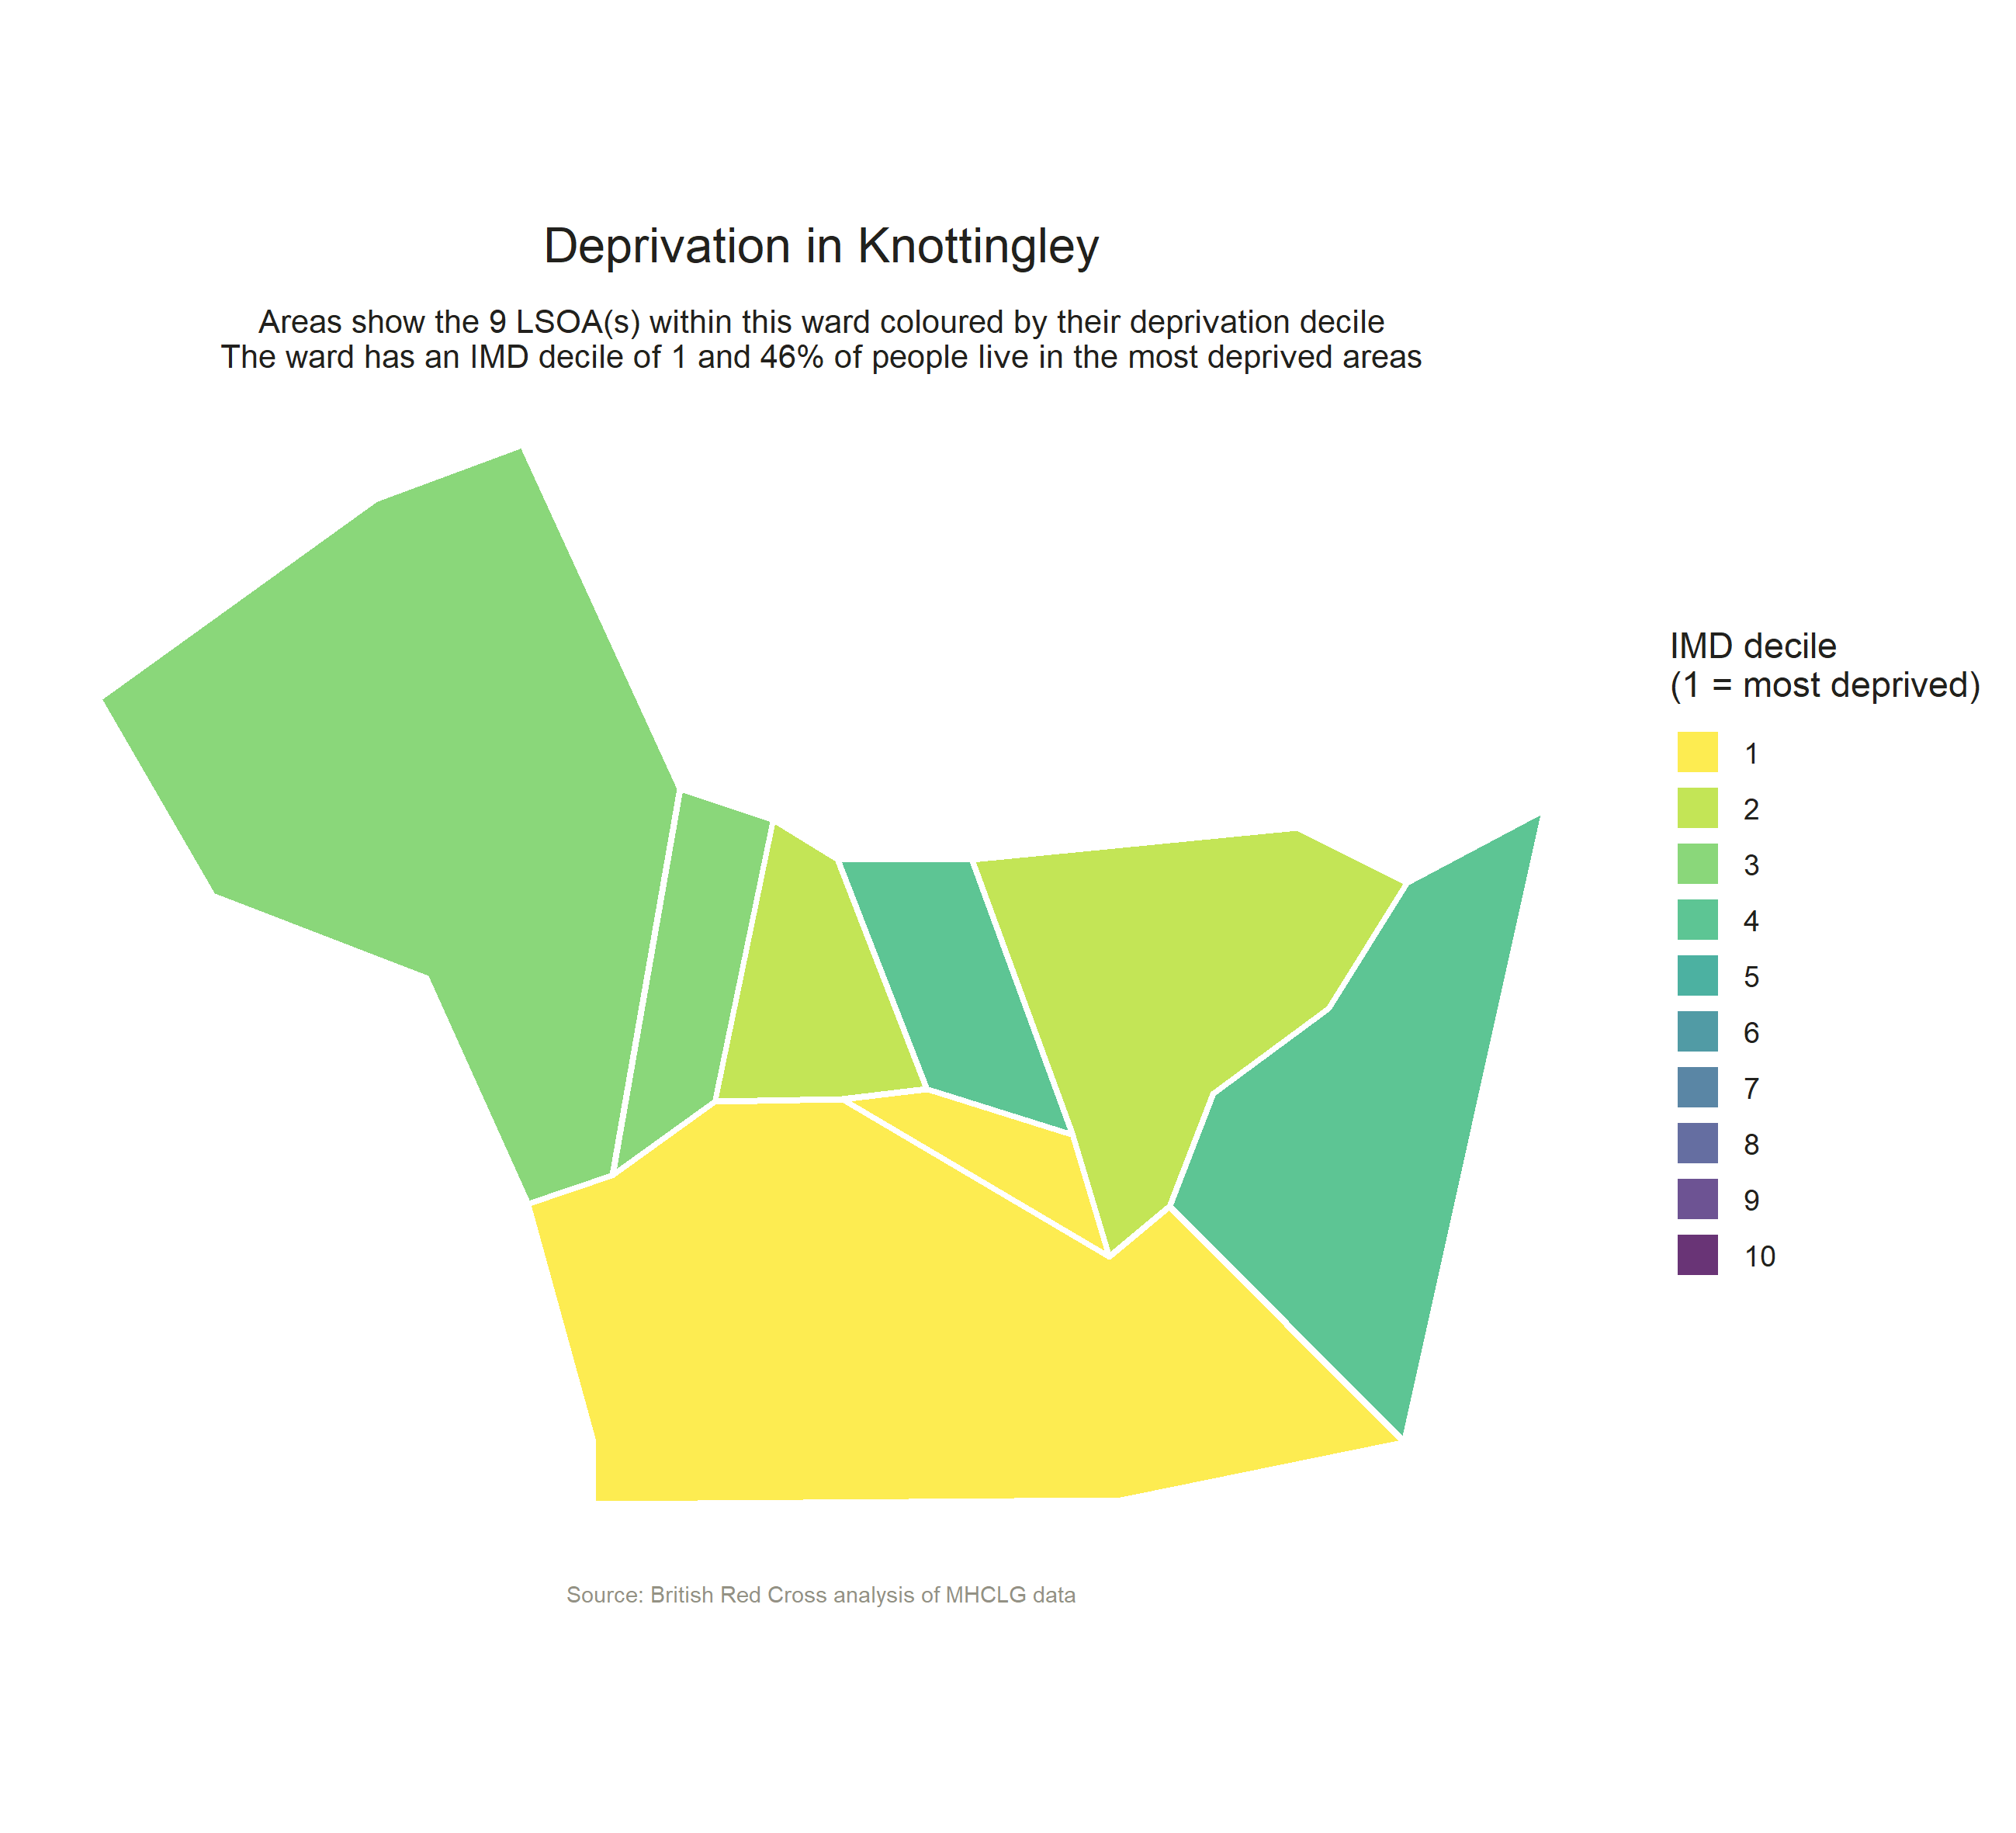 Deprivation in Knottingley
Areas show the 9 LSOA(s) within this ward coloured by their deprivation decile
The ward has an IMD decile of 1 and 46% of people live in the most deprived areas
IMD decile
(1 = most deprived)
1
2
3
4
5
6
7
8
9
10
Source: British Red Cross analysis of MHCLG data